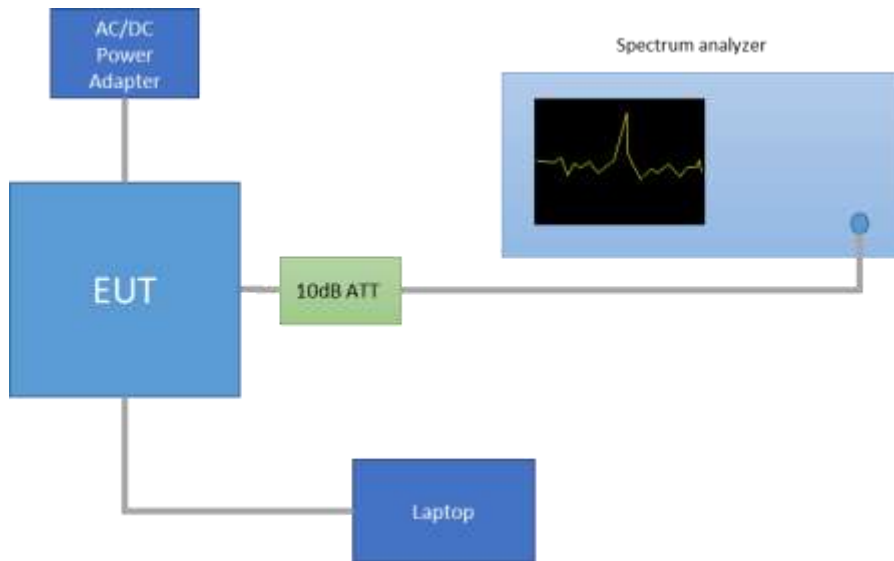 AC/DC
Power
Adapter
Spectrum analyzer
EUT
10dB ATT
Laptop